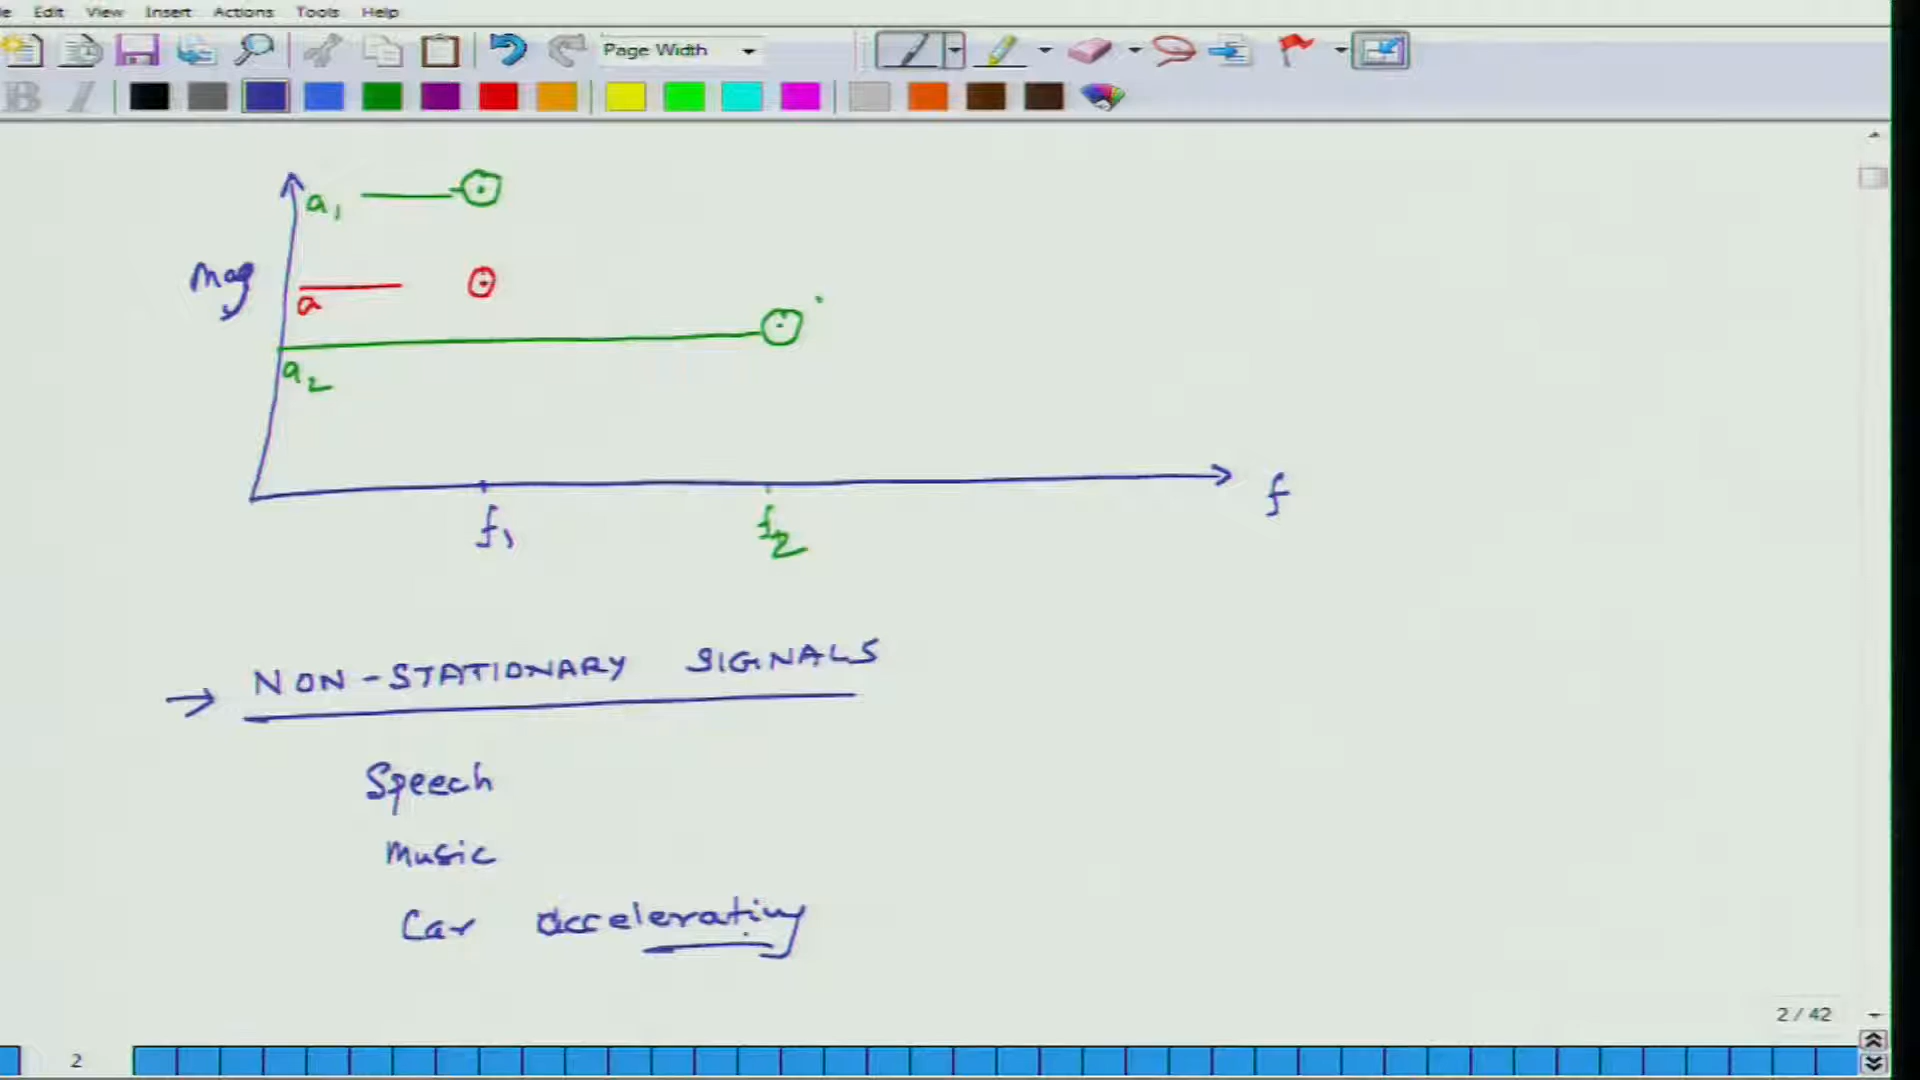 Edit View Insert Actions Tools Help
Page Width
B I
a1
Mag
a
a2
f
f1 f2
→ NON-STATIONARY SIGNALS
Speech
Music
Car accelerating
2 / 42
2